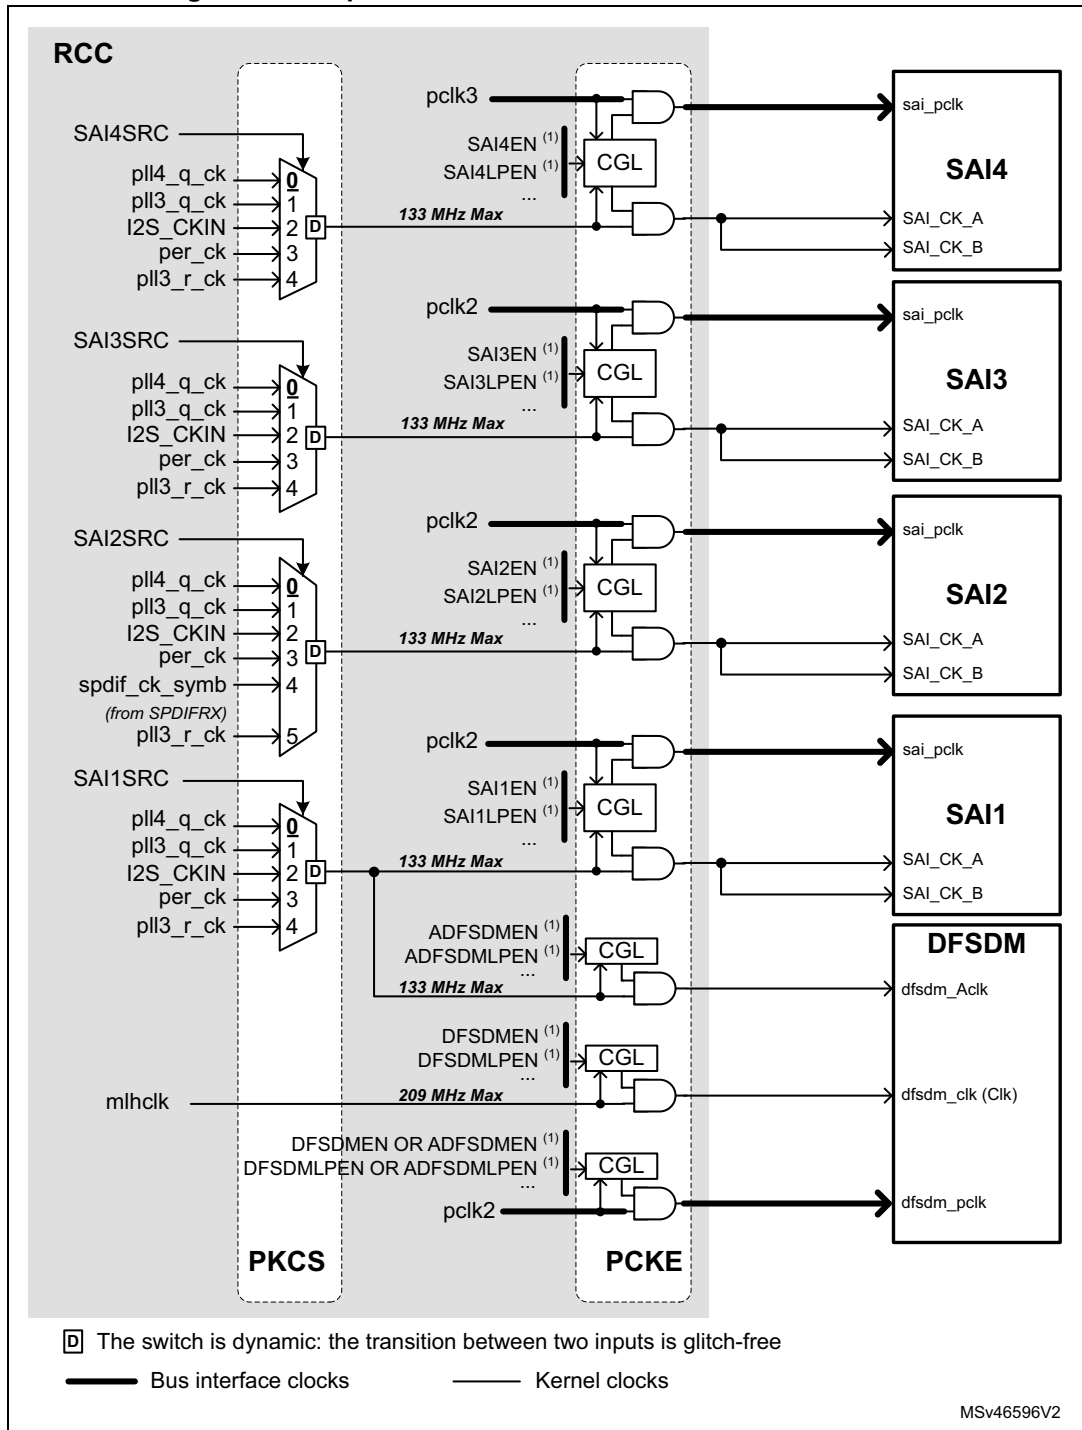 RCC
pclk3
sai_pclk
SAI4SRC
SAI4EN (1)
SAI4LPEN (1)
...
CGL
SAI4
pll4_q_ck
0
pll3_q_ck
1
I2S_CKIN
2
D
133 MHz Max
SAI_CK_A
per_ck
3
SAI_CK_B
pll3_r_ck
4
pclk2
sai_pclk
SAI3SRC
SAI3EN (1)
SAI3LPEN (1)
...
CGL
SAI3
pll4_q_ck
0
pll3_q_ck
1
I2S_CKIN
2
D
133 MHz Max
SAI_CK_A
per_ck
3
SAI_CK_B
pll3_r_ck
4
pclk2
sai_pclk
SAI2SRC
SAI2EN (1)
SAI2LPEN (1)
...
CGL
SAI2
pll4_q_ck
0
pll3_q_ck
1
I2S_CKIN
2
133 MHz Max
SAI_CK_A
per_ck
3
D
SAI_CK_B
spdif_ck_symb
4
(from SPDIFRX)
pll3_r_ck
5
pclk2
sai_pclk
SAI1SRC
SAI1EN (1)
SAI1LPEN (1)
...
CGL
SAI1
pll4_q_ck
0
pll3_q_ck
1
I2S_CKIN
2
D
133 MHz Max
SAI_CK_A
per_ck
3
SAI_CK_B
pll3_r_ck
4
ADFSDMEN (1)
ADFSDMLPEN (1)
...
CGL
DFSDM
133 MHz Max
dfsdm_Aclk
DFSDMEN (1)
DFSDMLPEN (1)
...
CGL
mlhclk
209 MHz Max
dfsdm_clk (Clk)
DFSDMEN OR ADFSDMEN (1)
DFSDMLPEN OR ADFSDMLPEN (1)
...
CGL
pclk2
dfsdm_pclk
PKCS
PCKE
D The switch is dynamic: the transition between two inputs is glitch-free
Bus interface clocks
Kernel clocks
MSv46596V2